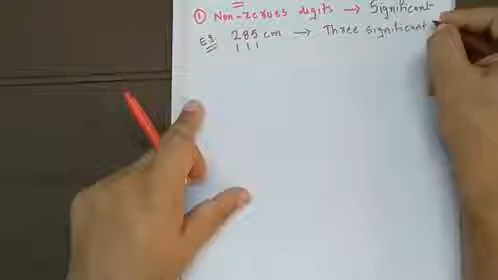 ① Non-zeroes digits → Significant
Eg 285 cm → Three significant